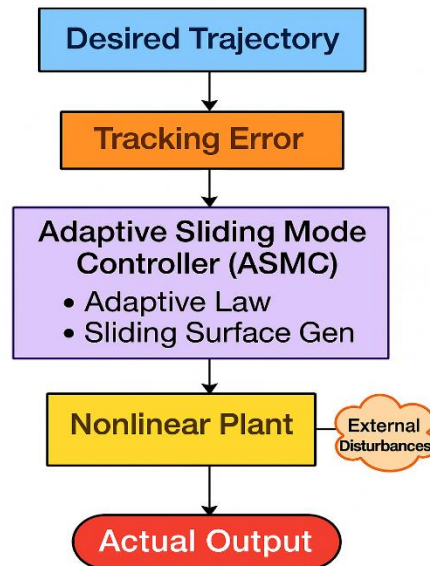 Desired Trajectory
Tracking Error
Adaptive Sliding Mode
Controller (ASMC)
• Adaptive Law
• Sliding Surface Gen
Nonlinear Plant
External
Disturbances
Actual Output